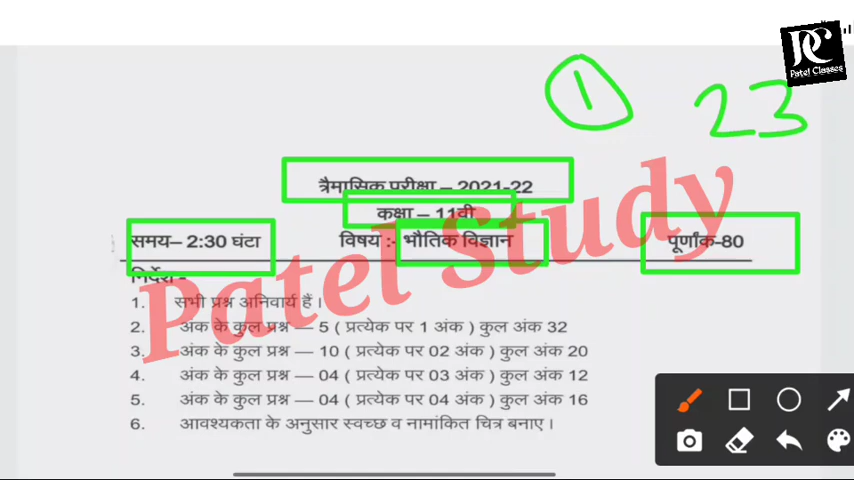 PC
Patel Classes
1 23
त्रैमासिक परीक्षा – 2021-22
कक्षा – 11वी
समय– 2:30 घंटा विषय :- भौतिक विज्ञान पूर्णांक-80
निर्देश -
1. सभी प्रश्न अनिवार्य हैं ।
2. अंक के कुल प्रश्न — 5 ( प्रत्येक पर 1 अंक ) कुल अंक 32
3. अंक के कुल प्रश्न — 10 ( प्रत्येक पर 02 अंक ) कुल अंक 20
4. अंक के कुल प्रश्न — 04 ( प्रत्येक पर 03 अंक ) कुल अंक 12
5. अंक के कुल प्रश्न — 04 ( प्रत्येक पर 04 अंक ) कुल अंक 16
6. आवश्यकता के अनुसार स्वच्छ व नामांकित चित्र बनाए ।
Patel Study